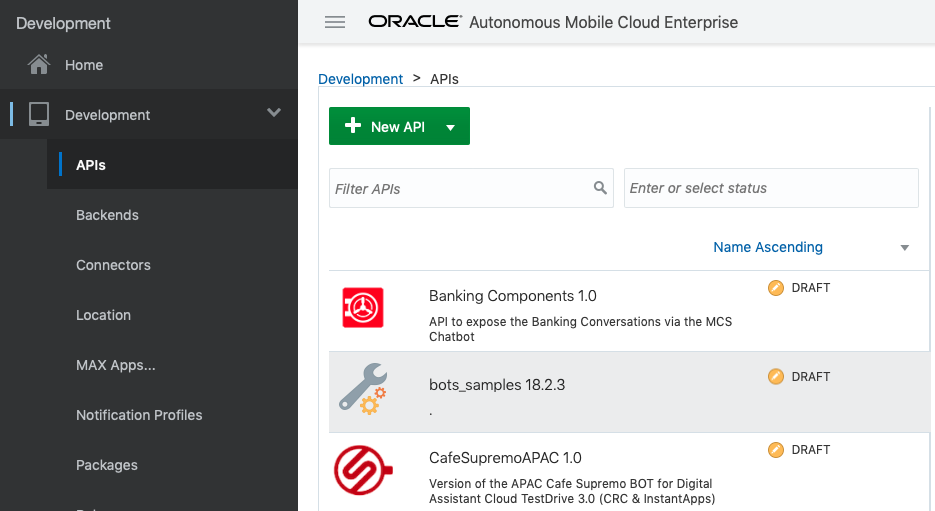 Development
Home
Development
APIs
Backends
Connectors
Location
MAX Apps...
Notification Profiles
Packages
ORACLE Autonomous Mobile Cloud Enterprise
Development > APIs
New API
Filter APIs
Enter or select status
Name Ascending
Banking Components 1.0
DRAFT
API to expose the Banking Conversations via the MCS
Chatbot
bots_samples 18.2.3
DRAFT
.
CafeSupremoAPAC 1.0
DRAFT
Version of the APAC Cafe Supremo BOT for Digital
Assistant Cloud TestDrive 3.0 (CRC & InstantApps)